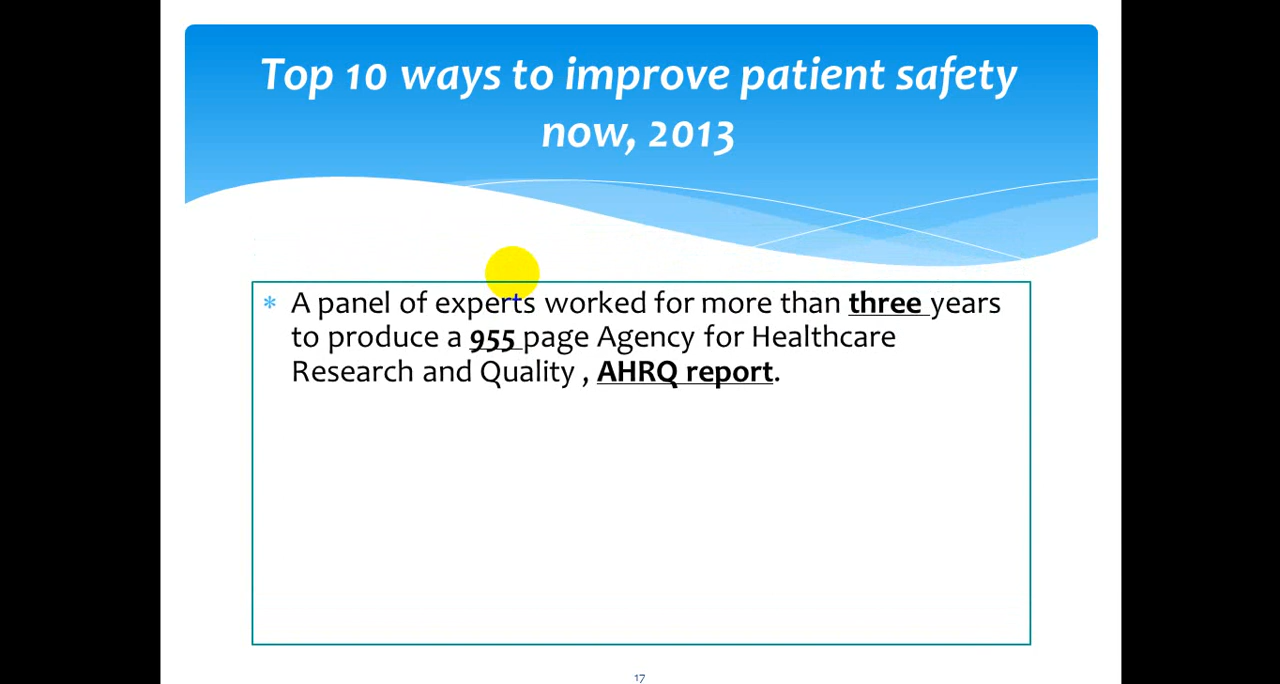 Top 10 ways to improve patient safety
now, 2013
* A panel of experts worked for more than three years
to produce a 955 page Agency for Healthcare
Research and Quality , AHRQ report.
17